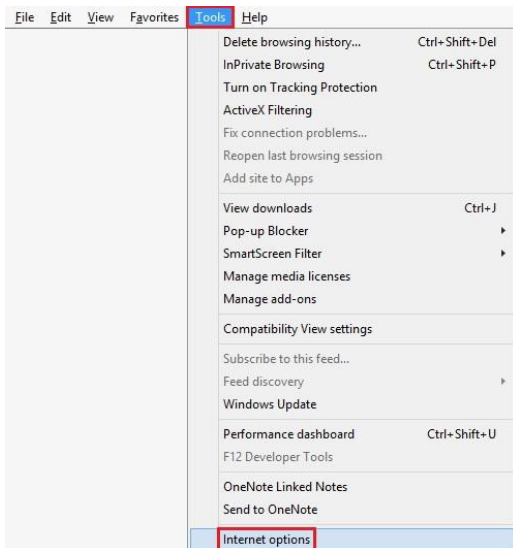 File Edit View Favorites Tools Help
Delete browsing history... Ctrl+Shift+Del
InPrivate Browsing Ctrl+Shift+P
Turn on Tracking Protection
ActiveX Filtering
Fix connection problems...
Reopen last browsing session
Add site to Apps
View downloads Ctrl+J
Pop-up Blocker
SmartScreen Filter
Manage media licenses
Manage add-ons
Compatibility View settings
Subscribe to this feed...
Feed discovery
Windows Update
Performance dashboard Ctrl+Shift+U
F12 Developer Tools
OneNote Linked Notes
Send to OneNote
Internet options